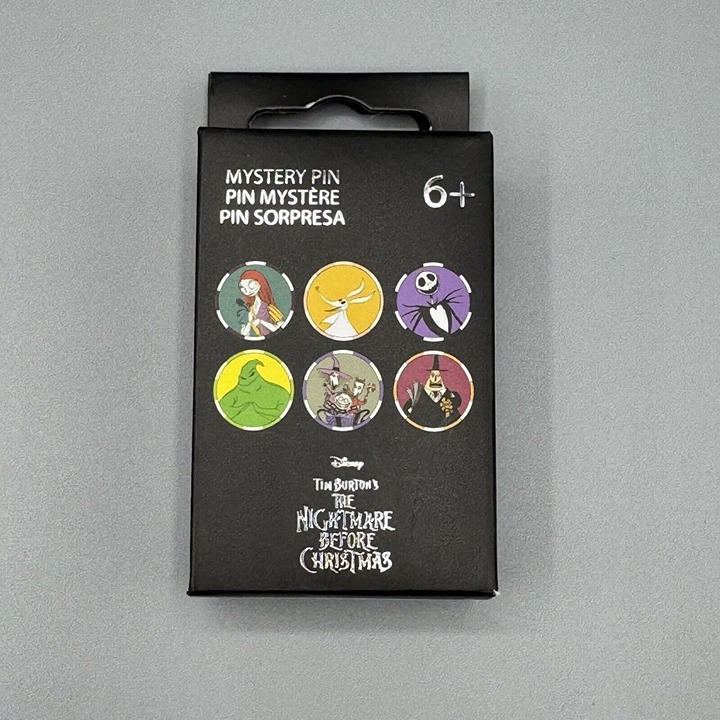 MYSTERY PIN
PIN MYSTÈRE
PIN SORPRESA
6+
Disney
TIM BURTON'S
THE
NIGHTMARE
BEFORE
CHRISTMAS